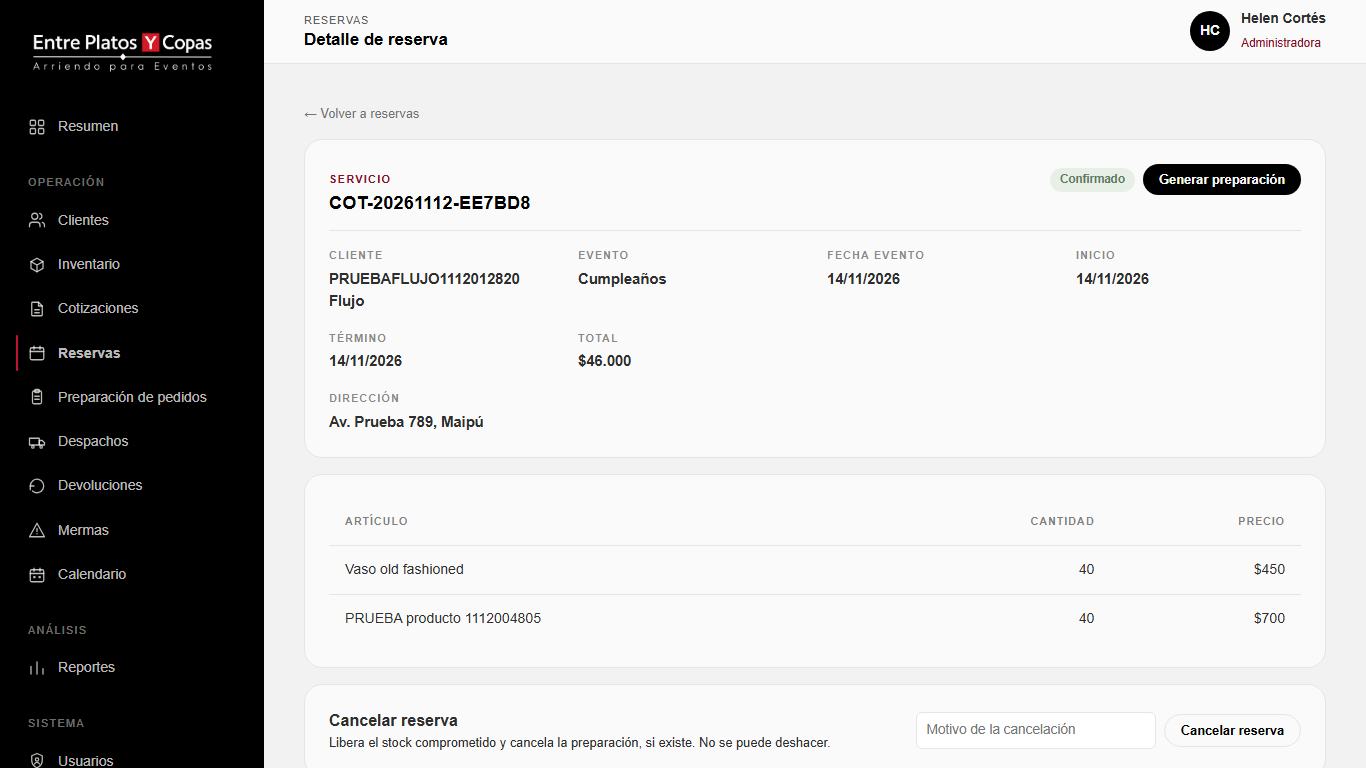 Entre Platos Y Copas
Arriendo para Eventos
Resumen
OPERACIÓN
Clientes
Inventario
Cotizaciones
Reservas
Preparación de pedidos
Despachos
Devoluciones
Mermas
Calendario
ANÁLISIS
Reportes
SISTEMA
Usuarios
RESERVAS
Detalle de reserva
HC
Helen Cortés
Administradora
← Volver a reservas
SERVICIO
COT-20261112-EE7BD8
Confirmado
Generar preparación
CLIENTE
PRUEBAFLUJO1112012820
Flujo
EVENTO
Cumpleaños
FECHA EVENTO
14/11/2026
INICIO
14/11/2026
TÉRMINO
14/11/2026
TOTAL
$46.000
DIRECCIÓN
Av. Prueba 789, Maipú
ARTÍCULO CANTIDAD PRECIO
Vaso old fashioned 40 $450
PRUEBA producto 1112004805 40 $700
Cancelar reserva
Libera el stock comprometido y cancela la preparación, si existe. No se puede deshacer.
Motivo de la cancelación
Cancelar reserva